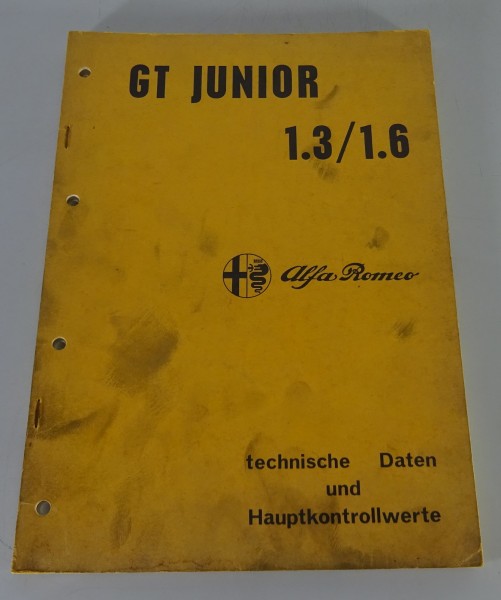 GT JUNIOR
1.3/1.6
Alfa Romeo
technische Daten
und
Hauptkontrollwerte